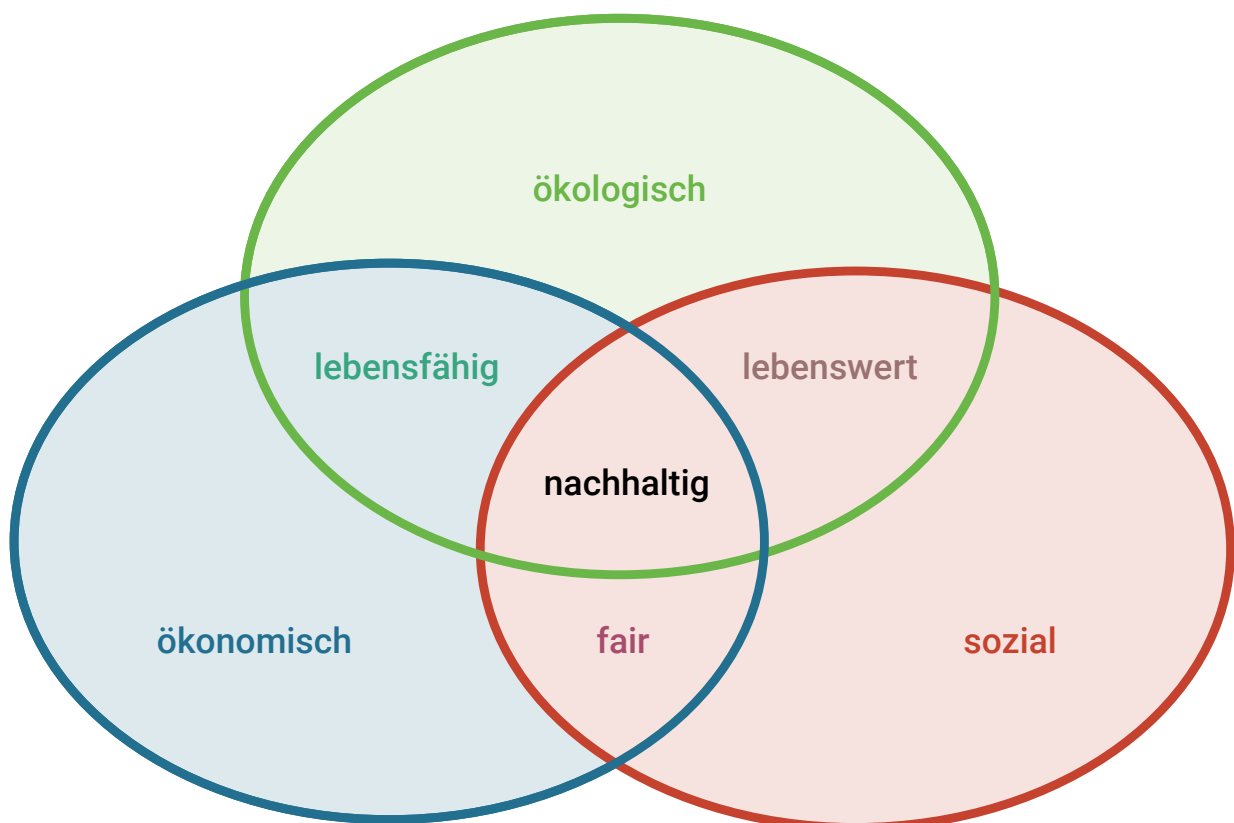 ökologisch
lebensfähig
lebenswert
nachhaltig
ökonomisch
fair
sozial